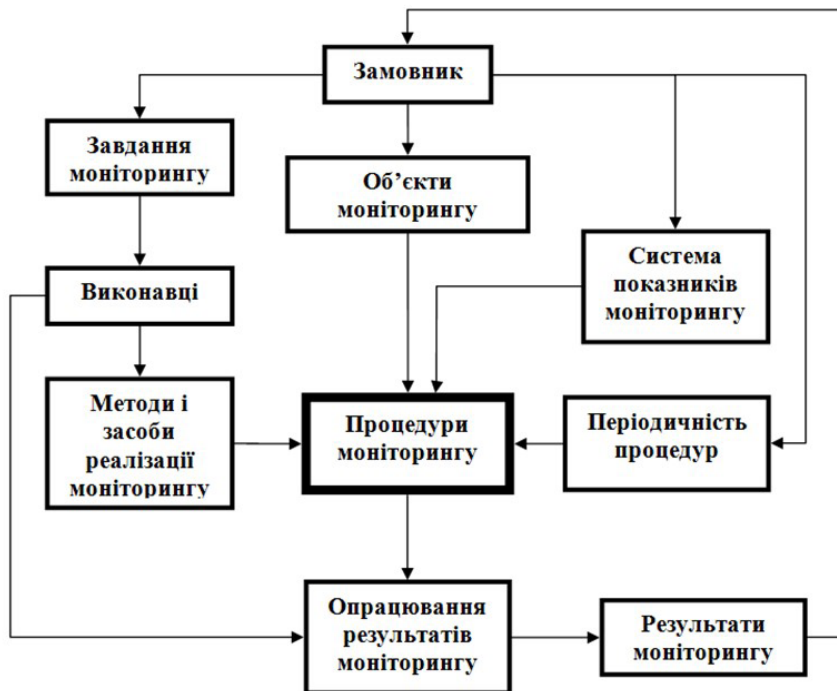 Замовник
Завдання
моніторингу
Об’єкти
моніторингу
Система
показників
моніторингу
Виконавці
Методи і
засоби
реалізації
моніторингу
Процедури
моніторингу
Періодичність
процедур
Опрацювання
результатів
моніторингу
Результати
моніторингу